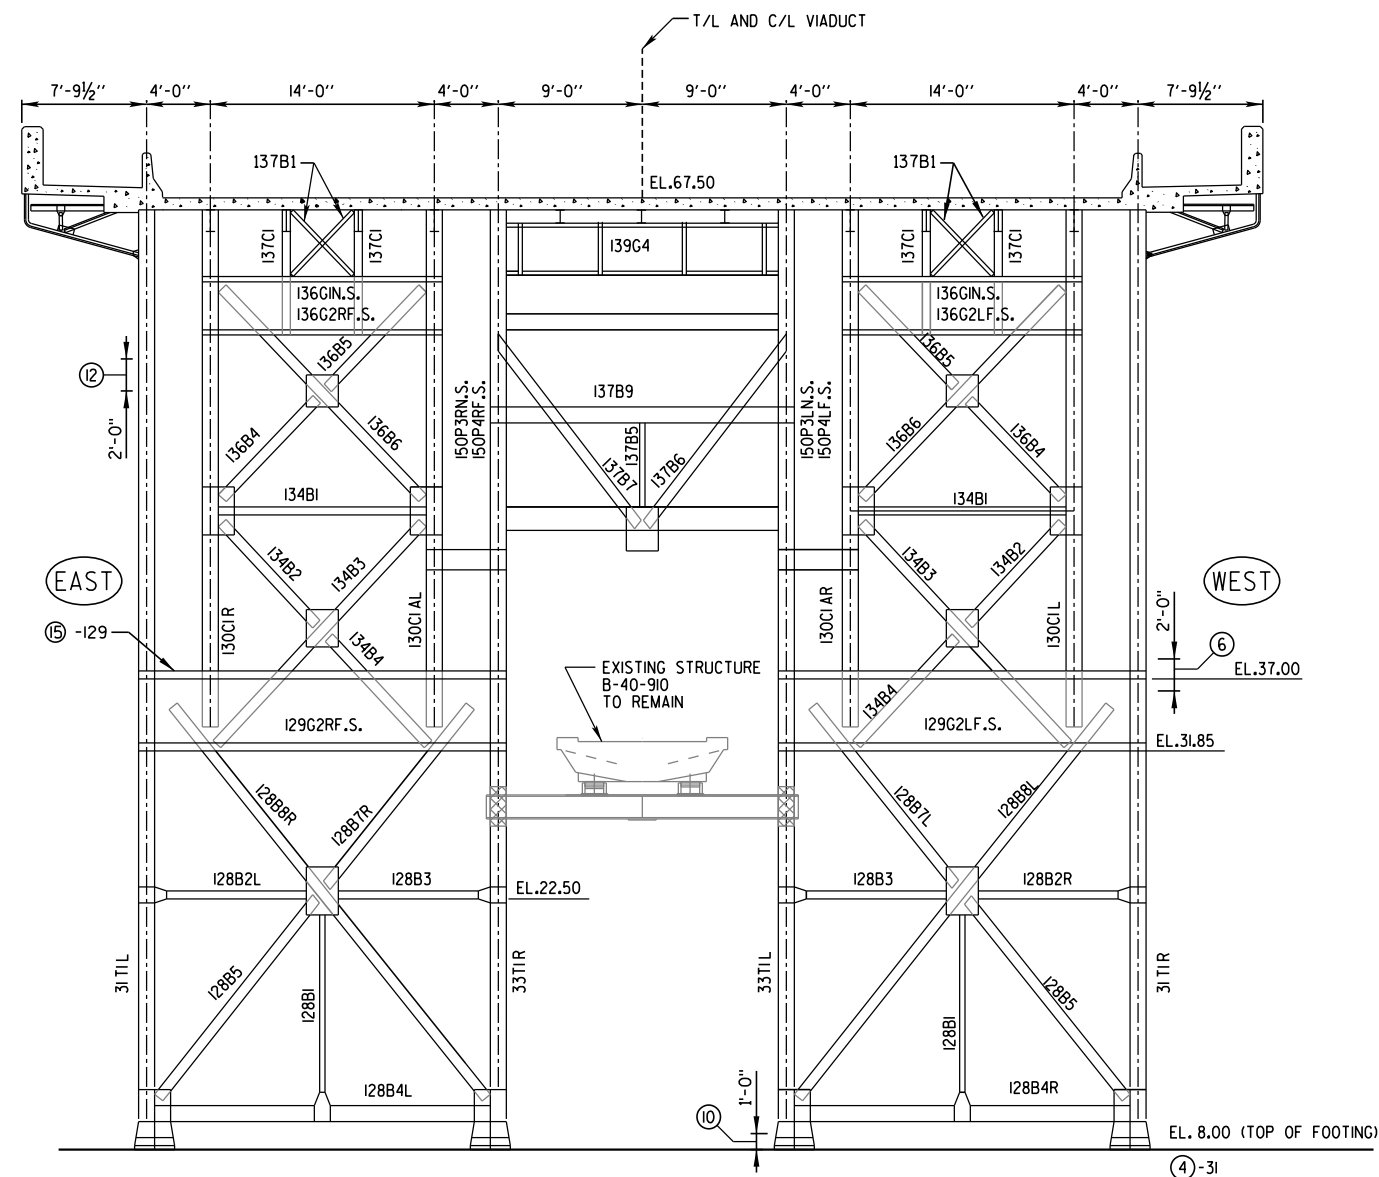 T/L AND C/L VIADUCT
7'-9½" 4'-0" 14'-0" 4'-0" 9'-0" 9'-0" 4'-0" 14'-0" 4'-0" 7'-9½"
137B1 137B1
EL.67.50
137C1 137C1 139G4 137C1 137C1
136G1N.S. 136G1N.S.
136G2RF.S. 136G2LF.S.
136B5 136B5
12
2'-0"
137B9
150P3RN.S. 150P3LN.S.
150P4RF.S. 150P4LF.S.
136B4 136B6 137B5 136B6 136B4
137B7 137B6
134B1 134B1
134B2 134B3 134B3 134B2
EAST WEST
130C1R 130C1AL 130C1AR 130C1L
2'-0"
15 -129
6
134B4 134B4
EXISTING STRUCTURE
B-40-910
TO REMAIN
EL.37.00
129G2RF.S. 129G2LF.S.
EL.31.85
128B8R 128B7R 128B7L 128B8L
128B2L 128B3 128B3 128B2R
EL.22.50
31T1L 33T1R 33T1L 31T1R
128B5 128B1 128B1 128B5
128B4L 128B4R
1'-0"
10
EL. 8.00 (TOP OF FOOTING)
4 -31